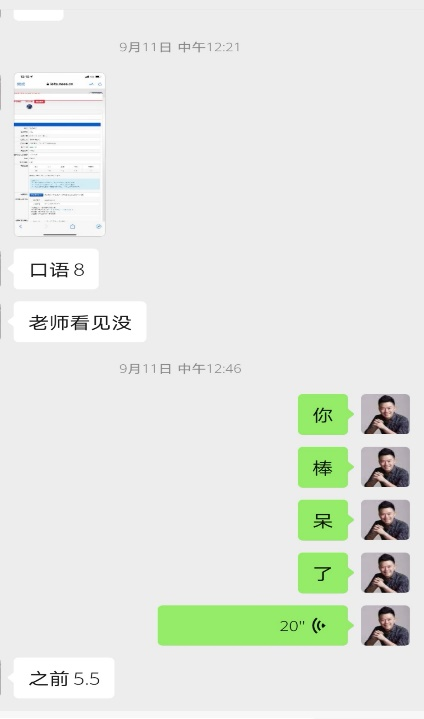 9月11日 中午12:21
口语 8
老师看见没
9月11日 中午12:46
你
棒
呆
了
20"
之前 5.5